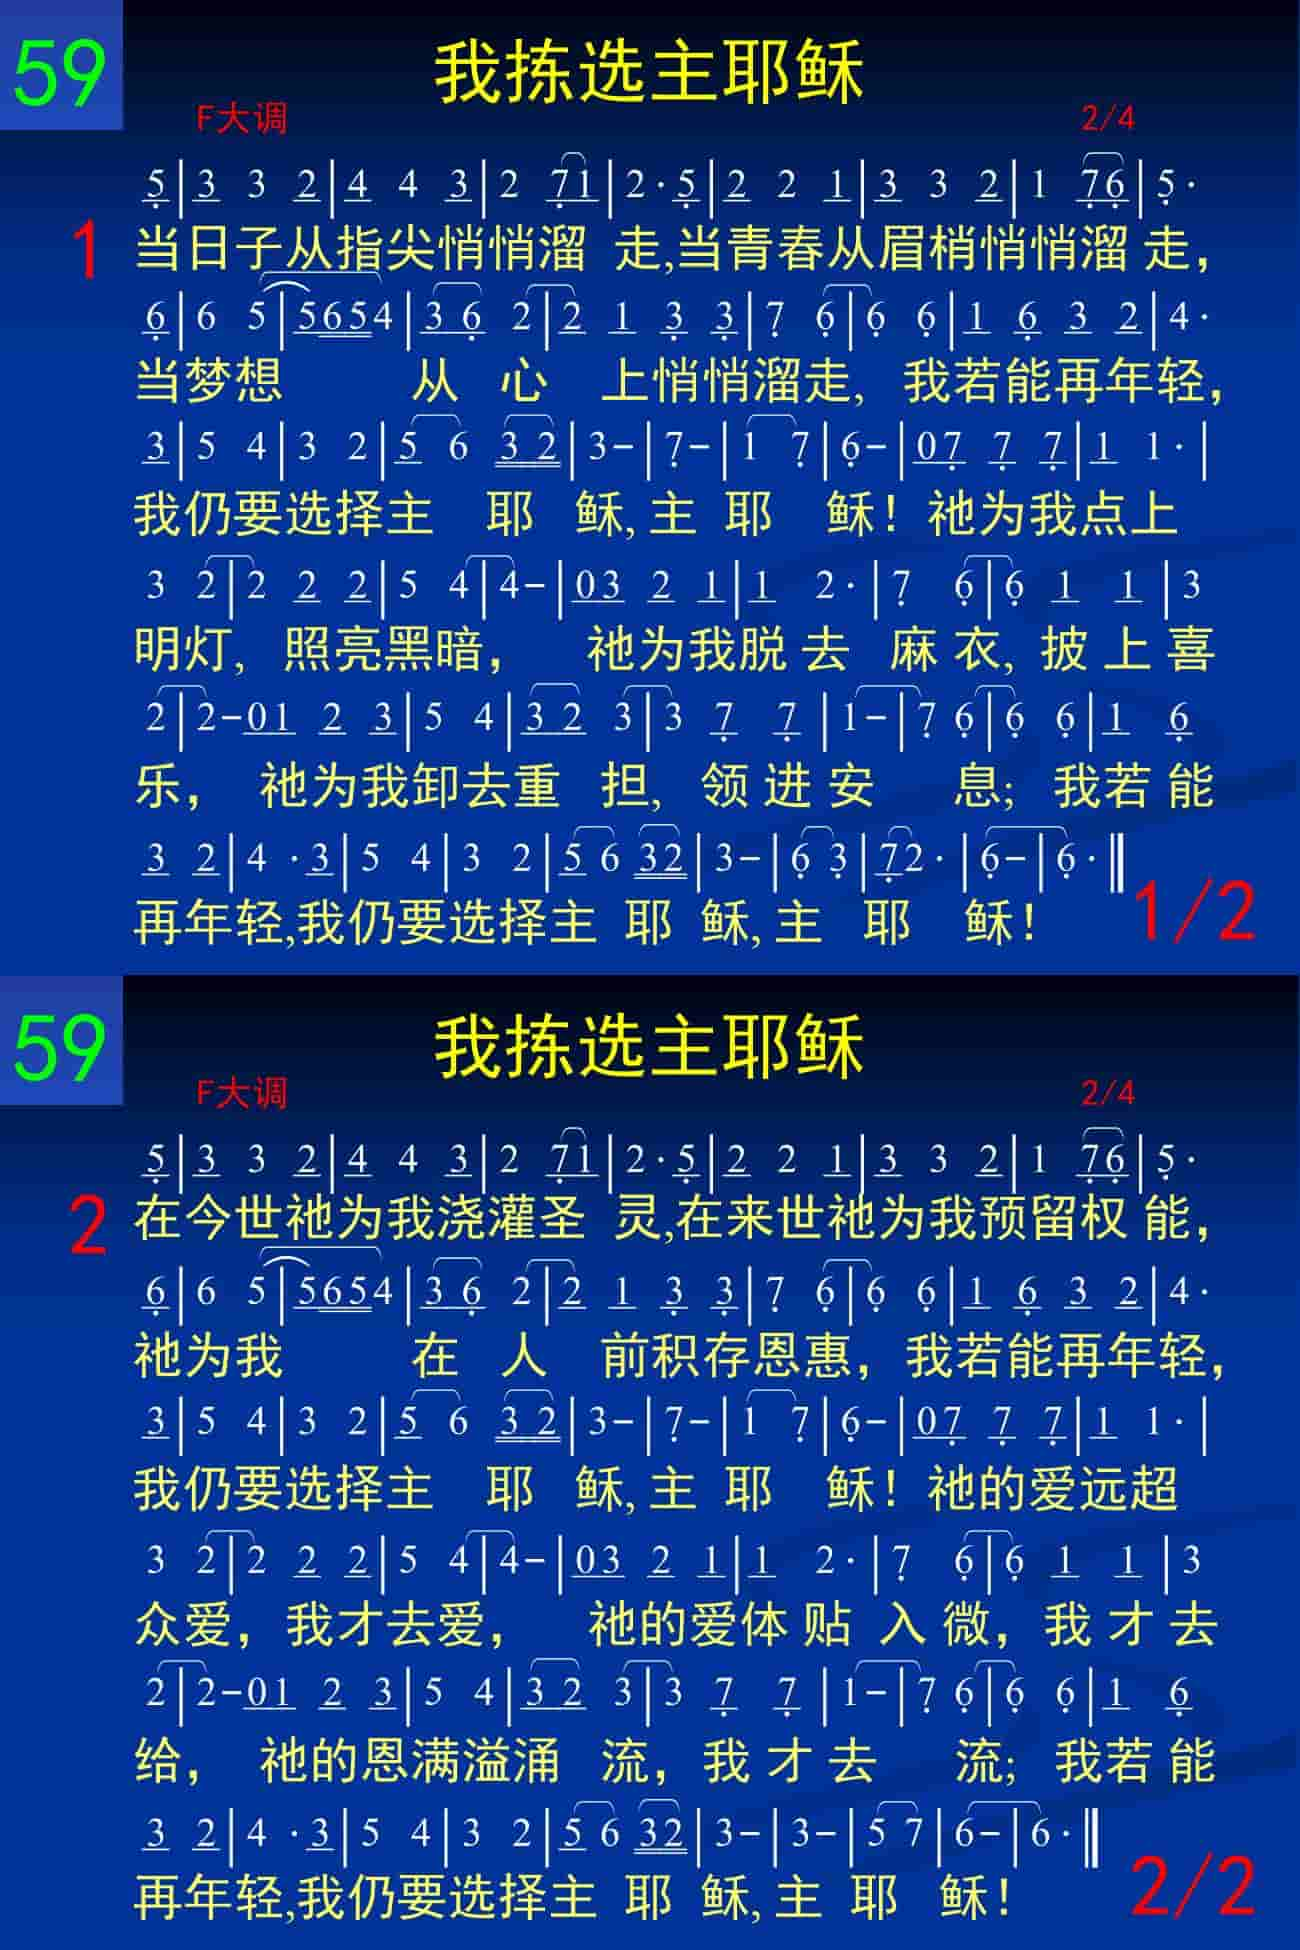 59
我拣选主耶稣
F大调 2/4
5|3 3 2|4 4 3|2 71|2·5|2 2 1|3 3 2|1 76|5·
1 当日子从指尖悄悄溜 走,当青春从眉梢悄悄溜 走,
6|6 5|5654|3 6 2|2 1 3 3|7 6|6 6|1 6 3 2|4·
当梦想 从 心 上悄悄溜走, 我若能再年轻,
3|5 4|3 2|5 6 32|3-|7-|1 7|6-|07 7 7|1 1·|
我仍要选择主 耶 稣,主 耶 稣!祂为我点上
3 2|2 2 2|5 4|4-|03 2 1|1 2·|7 6|6 1 1|3
明灯, 照亮黑暗, 祂为我脱 去 麻 衣, 披 上 喜
2|2-01 2 3|5 4|32 3|3 7 7|1-|7 6|6 6|1 6
乐, 祂为我卸去重 担, 领 进 安 息; 我若 能
3 2|4 ·3|5 4|3 2|5 6 32|3-|6 3|72·|6-|6·‖
再年轻,我仍要选择主 耶 稣,主 耶 稣!
1/2
59
我拣选主耶稣
F大调 2/4
5|3 3 2|4 4 3|2 71|2·5|2 2 1|3 3 2|1 76|5·
2 在今世祂为我浇灌圣 灵,在来世祂为我预留权 能,
6|6 5|5654|3 6 2|2 1 3 3|7 6|6 6|1 6 3 2|4·
祂为我 在 人 前积存恩惠, 我若能再年轻,
3|5 4|3 2|5 6 32|3-|7-|1 7|6-|07 7 7|1 1·|
我仍要选择主 耶 稣,主 耶 稣!祂的爱远超
3 2|2 2 2|5 4|4-|03 2 1|1 2·|7 6|6 1 1|3
众爱, 我才去爱, 祂的爱体 贴 入 微, 我 才 去
2|2-01 2 3|5 4|32 3|3 7 7|1-|7 6|6 6|1 6
给, 祂的恩满溢涌 流, 我 才 去 流; 我若 能
3 2|4 ·3|5 4|3 2|5 6 32|3-|3-|5 7|6-|6·‖
再年轻,我仍要选择主 耶 稣,主 耶 稣!
2/2